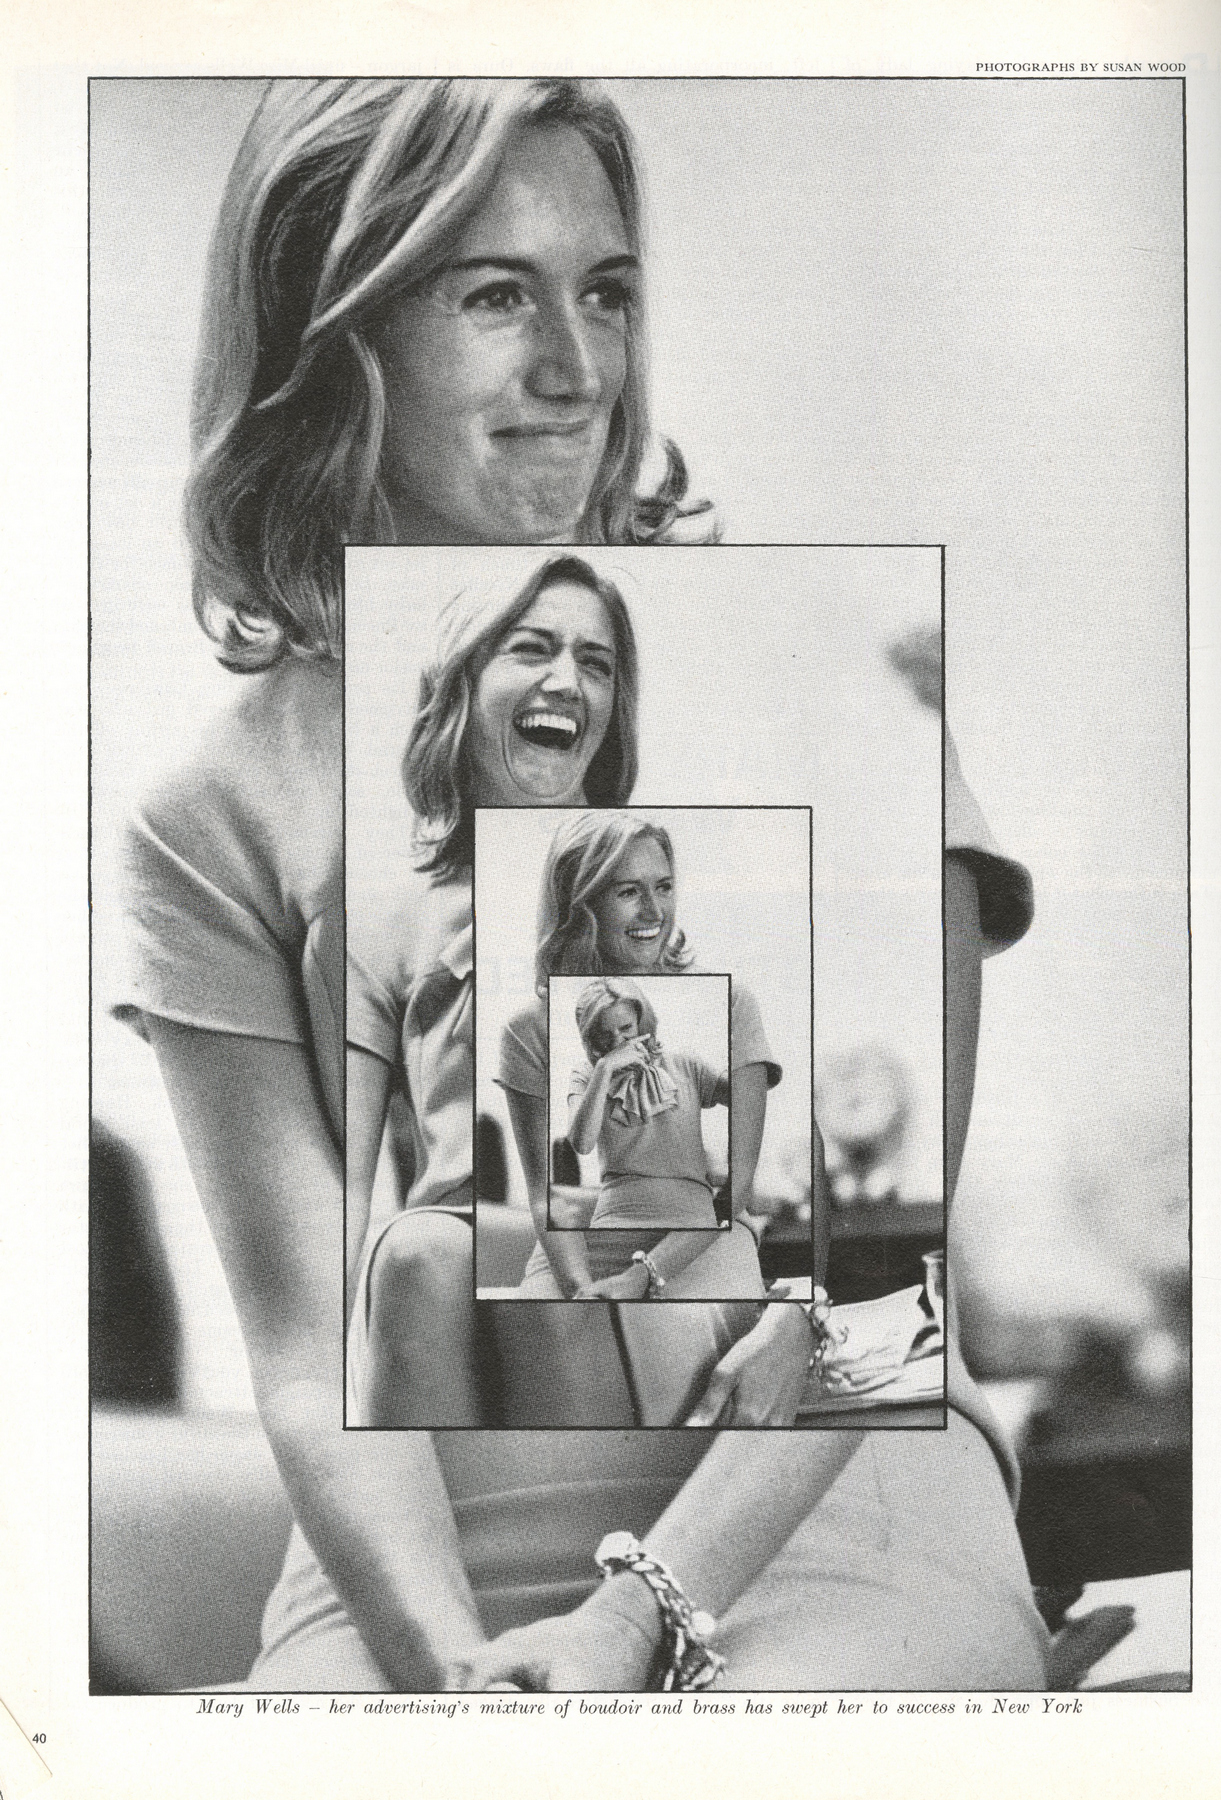 PHOTOGRAPHS BY SUSAN WOOD
Mary Wells – her advertising's mixture of boudoir and brass has swept her to success in New York
40